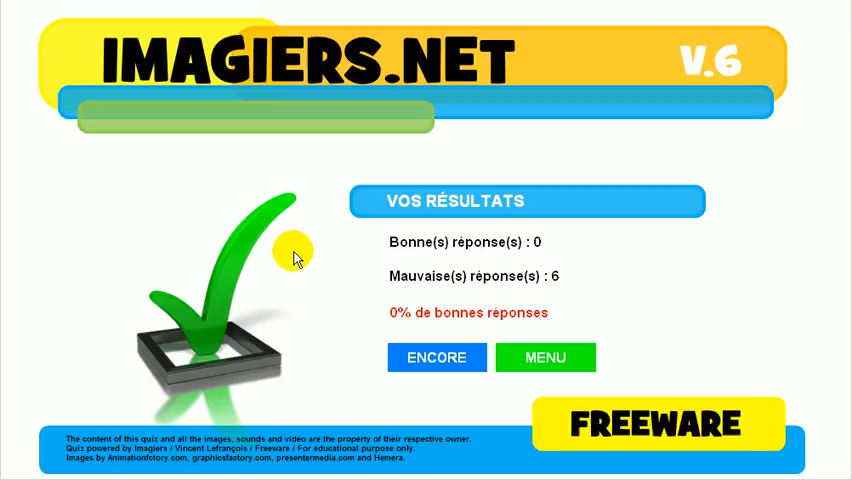 IMAGIERS.NET
V.6
VOS RÉSULTATS
Bonne(s) réponse(s) : 0
Mauvaise(s) réponse(s) : 6
0% de bonnes réponses
ENCORE
MENU
FREEWARE
The content of this quiz and all the images, sounds and video are the property of their respective owner.
Quiz powered by Imagiers / Vincent Lefrançois / Freeware / For educational purpose only.
Images by Animationfctory.com, graphicsfactory.com, presentermedia.com and Hemera.